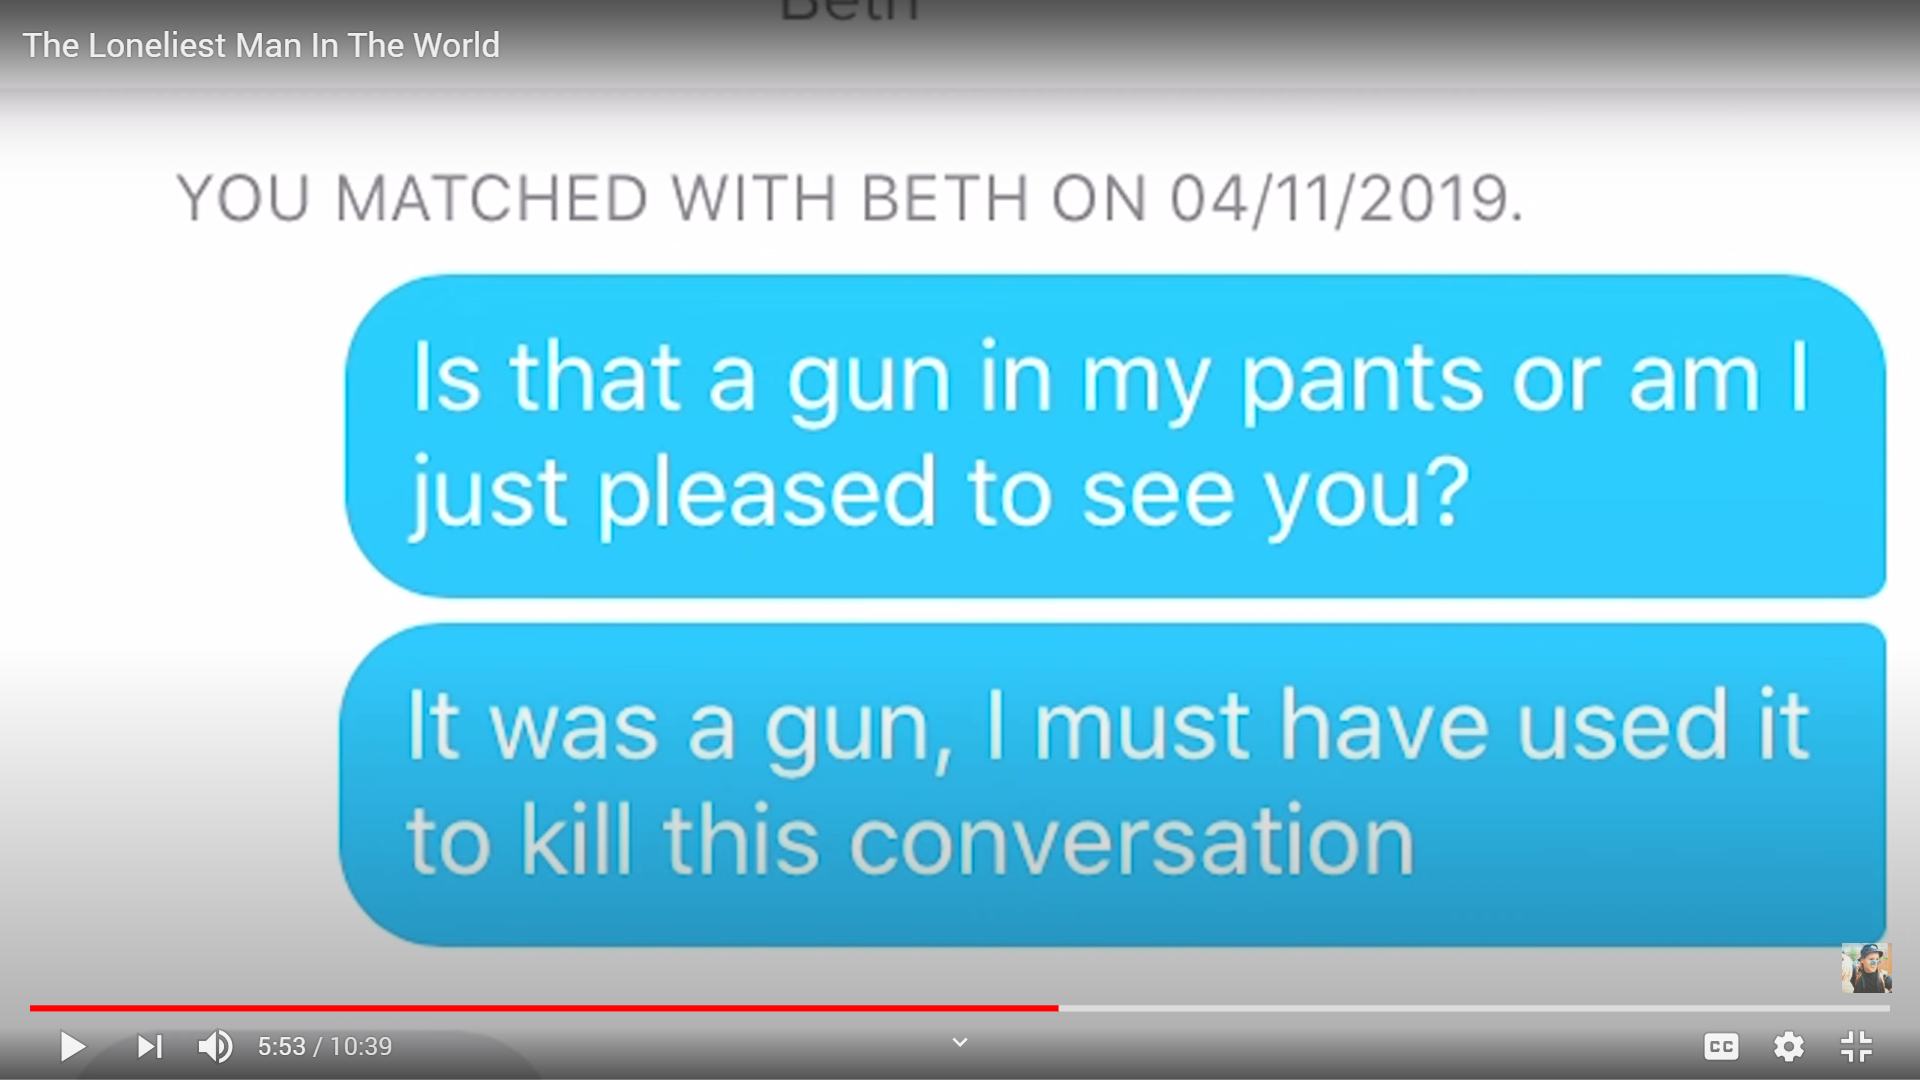 Beth
The Loneliest Man In The World
YOU MATCHED WITH BETH ON 04/11/2019.
Is that a gun in my pants or am I
just pleased to see you?
It was a gun, I must have used it
to kill this conversation
5:53 / 10:39
CC